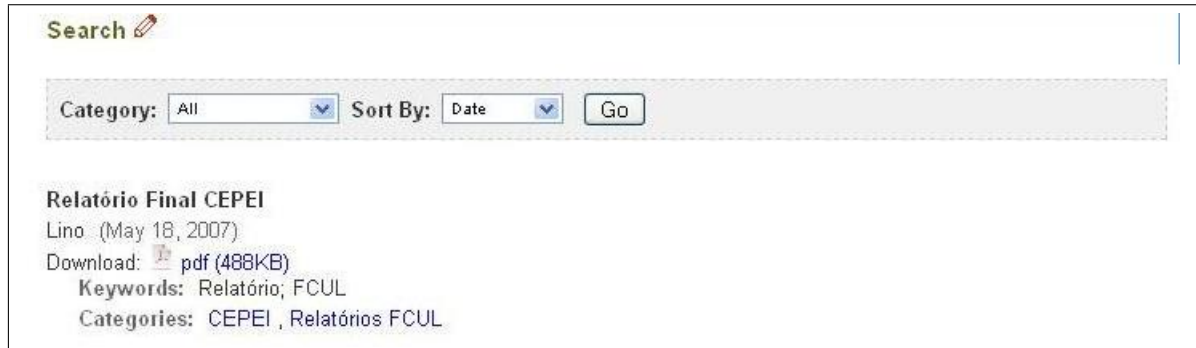 Search
Category: All Sort By: Date Go
Relatório Final CEPEI
Lino (May 18, 2007)
Download: pdf (488KB)
Keywords: Relatório; FCUL
Categories: CEPEI , Relatórios FCUL